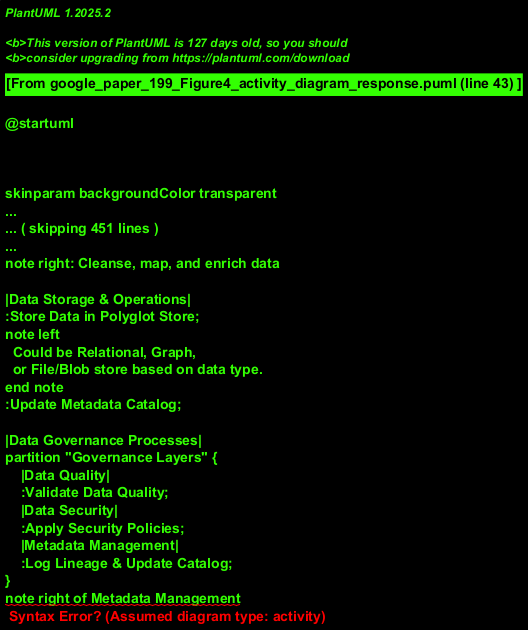 PlantUML 1.2025.2
<b>This version of PlantUML is 127 days old, so you should
<b>consider upgrading from https://plantuml.com/download
[From google_paper_199_Figure4_activity_diagram_response.puml (line 43) ]
@startuml
skinparam backgroundColor transparent
...
... ( skipping 451 lines )
...
note right: Cleanse, map, and enrich data
|Data Storage & Operations|
:Store Data in Polyglot Store;
note left
Could be Relational, Graph,
or File/Blob store based on data type.
end note
:Update Metadata Catalog;
|Data Governance Processes|
partition "Governance Layers" {
|Data Quality|
:Validate Data Quality;
|Data Security|
:Apply Security Policies;
|Metadata Management|
:Log Lineage & Update Catalog;
}
note right of Metadata Management
Syntax Error? (Assumed diagram type: activity)